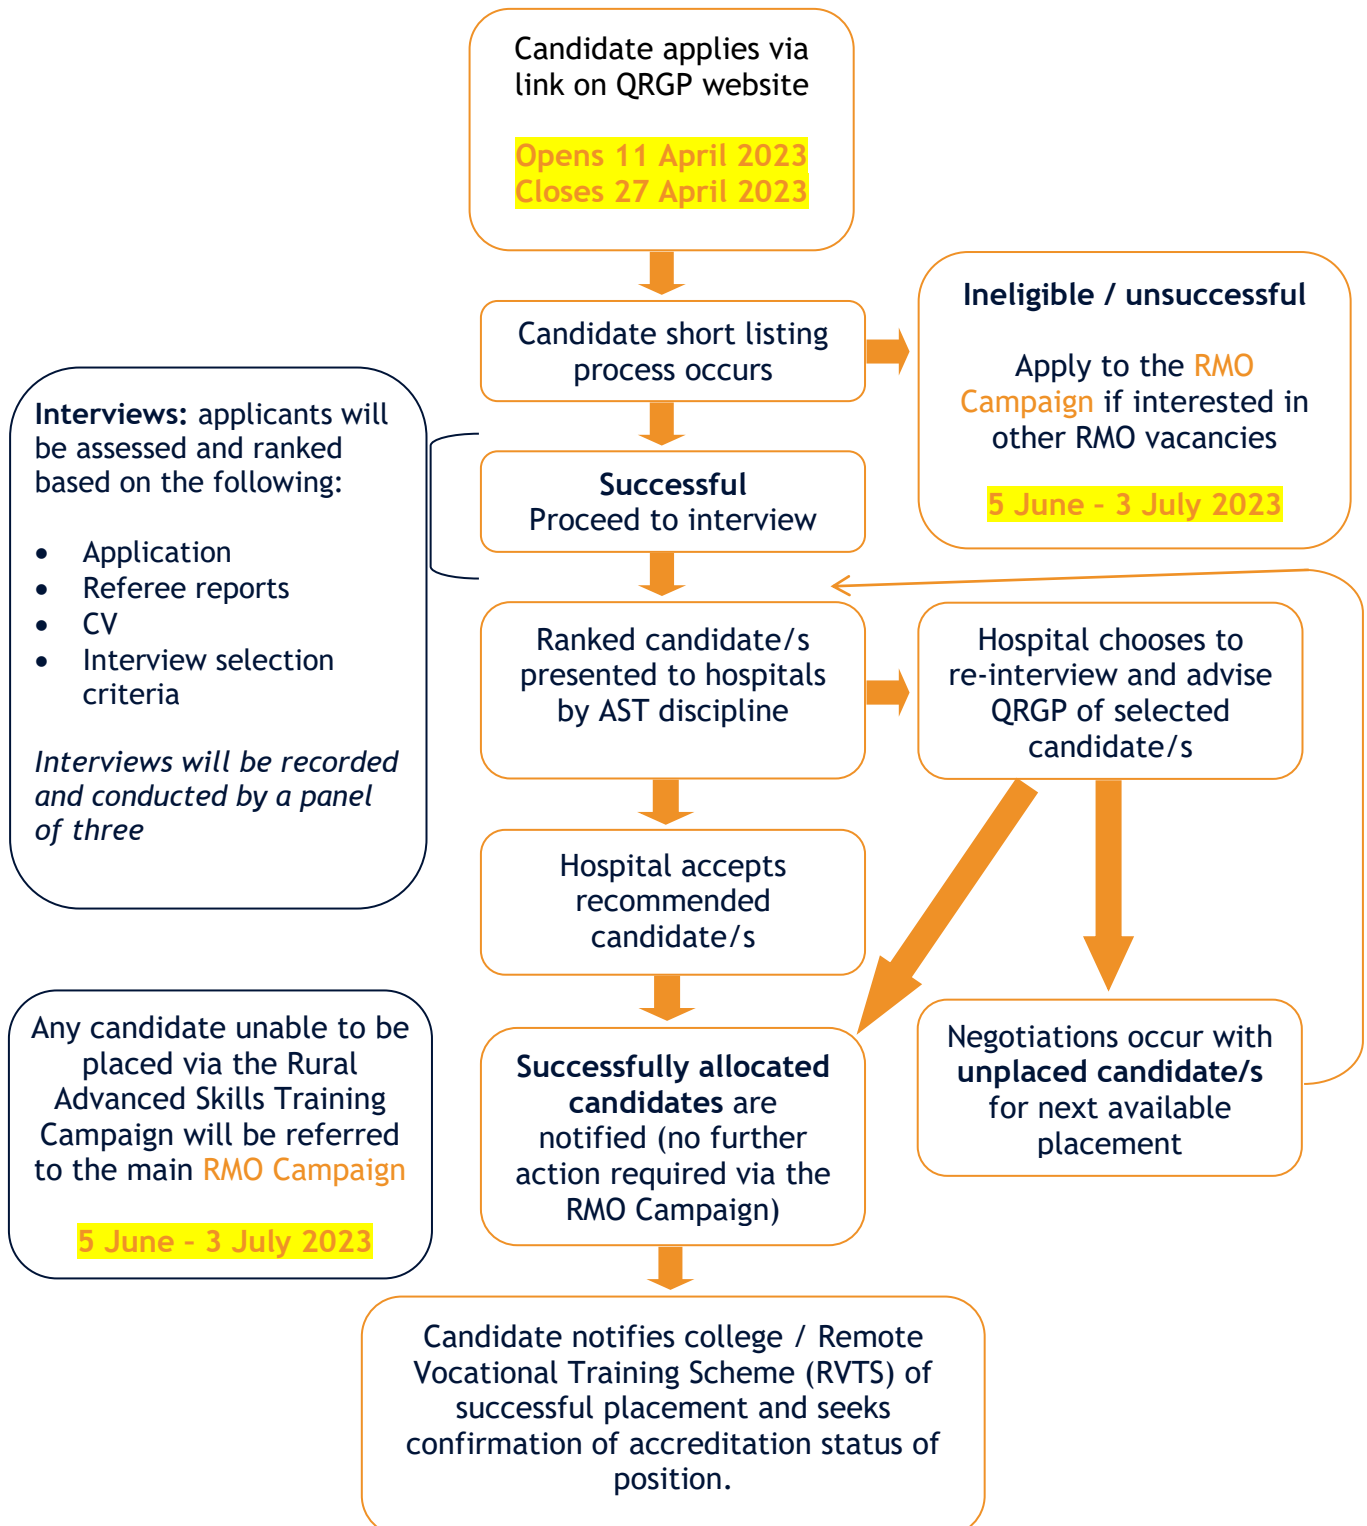 Candidate applies via
link on QRGP website
Opens 11 April 2023
Closes 27 April 2023
Candidate short listing
process occurs
Ineligible / unsuccessful
Apply to the RMO
Campaign if interested in
other RMO vacancies
5 June – 3 July 2023
Interviews: applicants will
be assessed and ranked
based on the following:
• Application
• Referee reports
• CV
• Interview selection
criteria
Interviews will be recorded
and conducted by a panel
of three
Successful
Proceed to interview
Ranked candidate/s
presented to hospitals
by AST discipline
Hospital chooses to
re-interview and advise
QRGP of selected
candidate/s
Hospital accepts
recommended
candidate/s
Any candidate unable to be
placed via the Rural
Advanced Skills Training
Campaign will be referred
to the main RMO Campaign
5 June – 3 July 2023
Successfully allocated
candidates are
notified (no further
action required via the
RMO Campaign)
Negotiations occur with
unplaced candidate/s
for next available
placement
Candidate notifies college / Remote
Vocational Training Scheme (RVTS) of
successful placement and seeks
confirmation of accreditation status of
position.